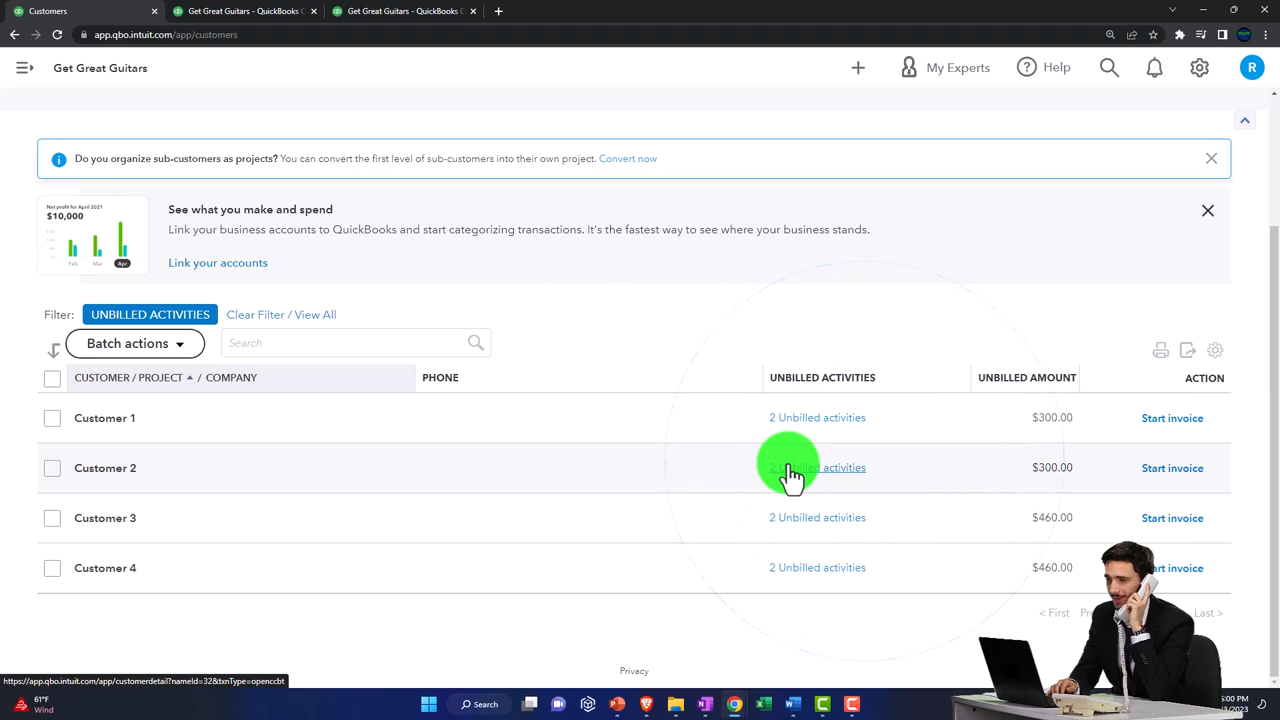 Customers
Get Great Guitars - QuickBooks C
Get Great Guitars - QuickBooks C
app.qbo.intuit.com/app/customers
Get Great Guitars
My Experts
Help
R
Do you organize sub-customers as projects? You can convert the first level of sub-customers into their own project. Convert now
Net profit for April 2021
$10,000
Feb Mar Apr
See what you make and spend
Link your business accounts to QuickBooks and start categorizing transactions. It's the fastest way to see where your business stands.
Link your accounts
Filter: UNBILLED ACTIVITIES Clear Filter / View All
Batch actions Search
CUSTOMER / PROJECT / COMPANY PHONE UNBILLED ACTIVITIES UNBILLED AMOUNT ACTION
Customer 1 2 Unbilled activities $300.00 Start invoice
Customer 2 2 Unbilled activities $300.00 Start invoice
Customer 3 2 Unbilled activities $460.00 Start invoice
Customer 4 2 Unbilled activities $460.00 invoice
< First Last >
Privacy
https://app.qbo.intuit.com/app/customerdetail?nameId=32&txnType=openccbt
61°F
Wind
Search